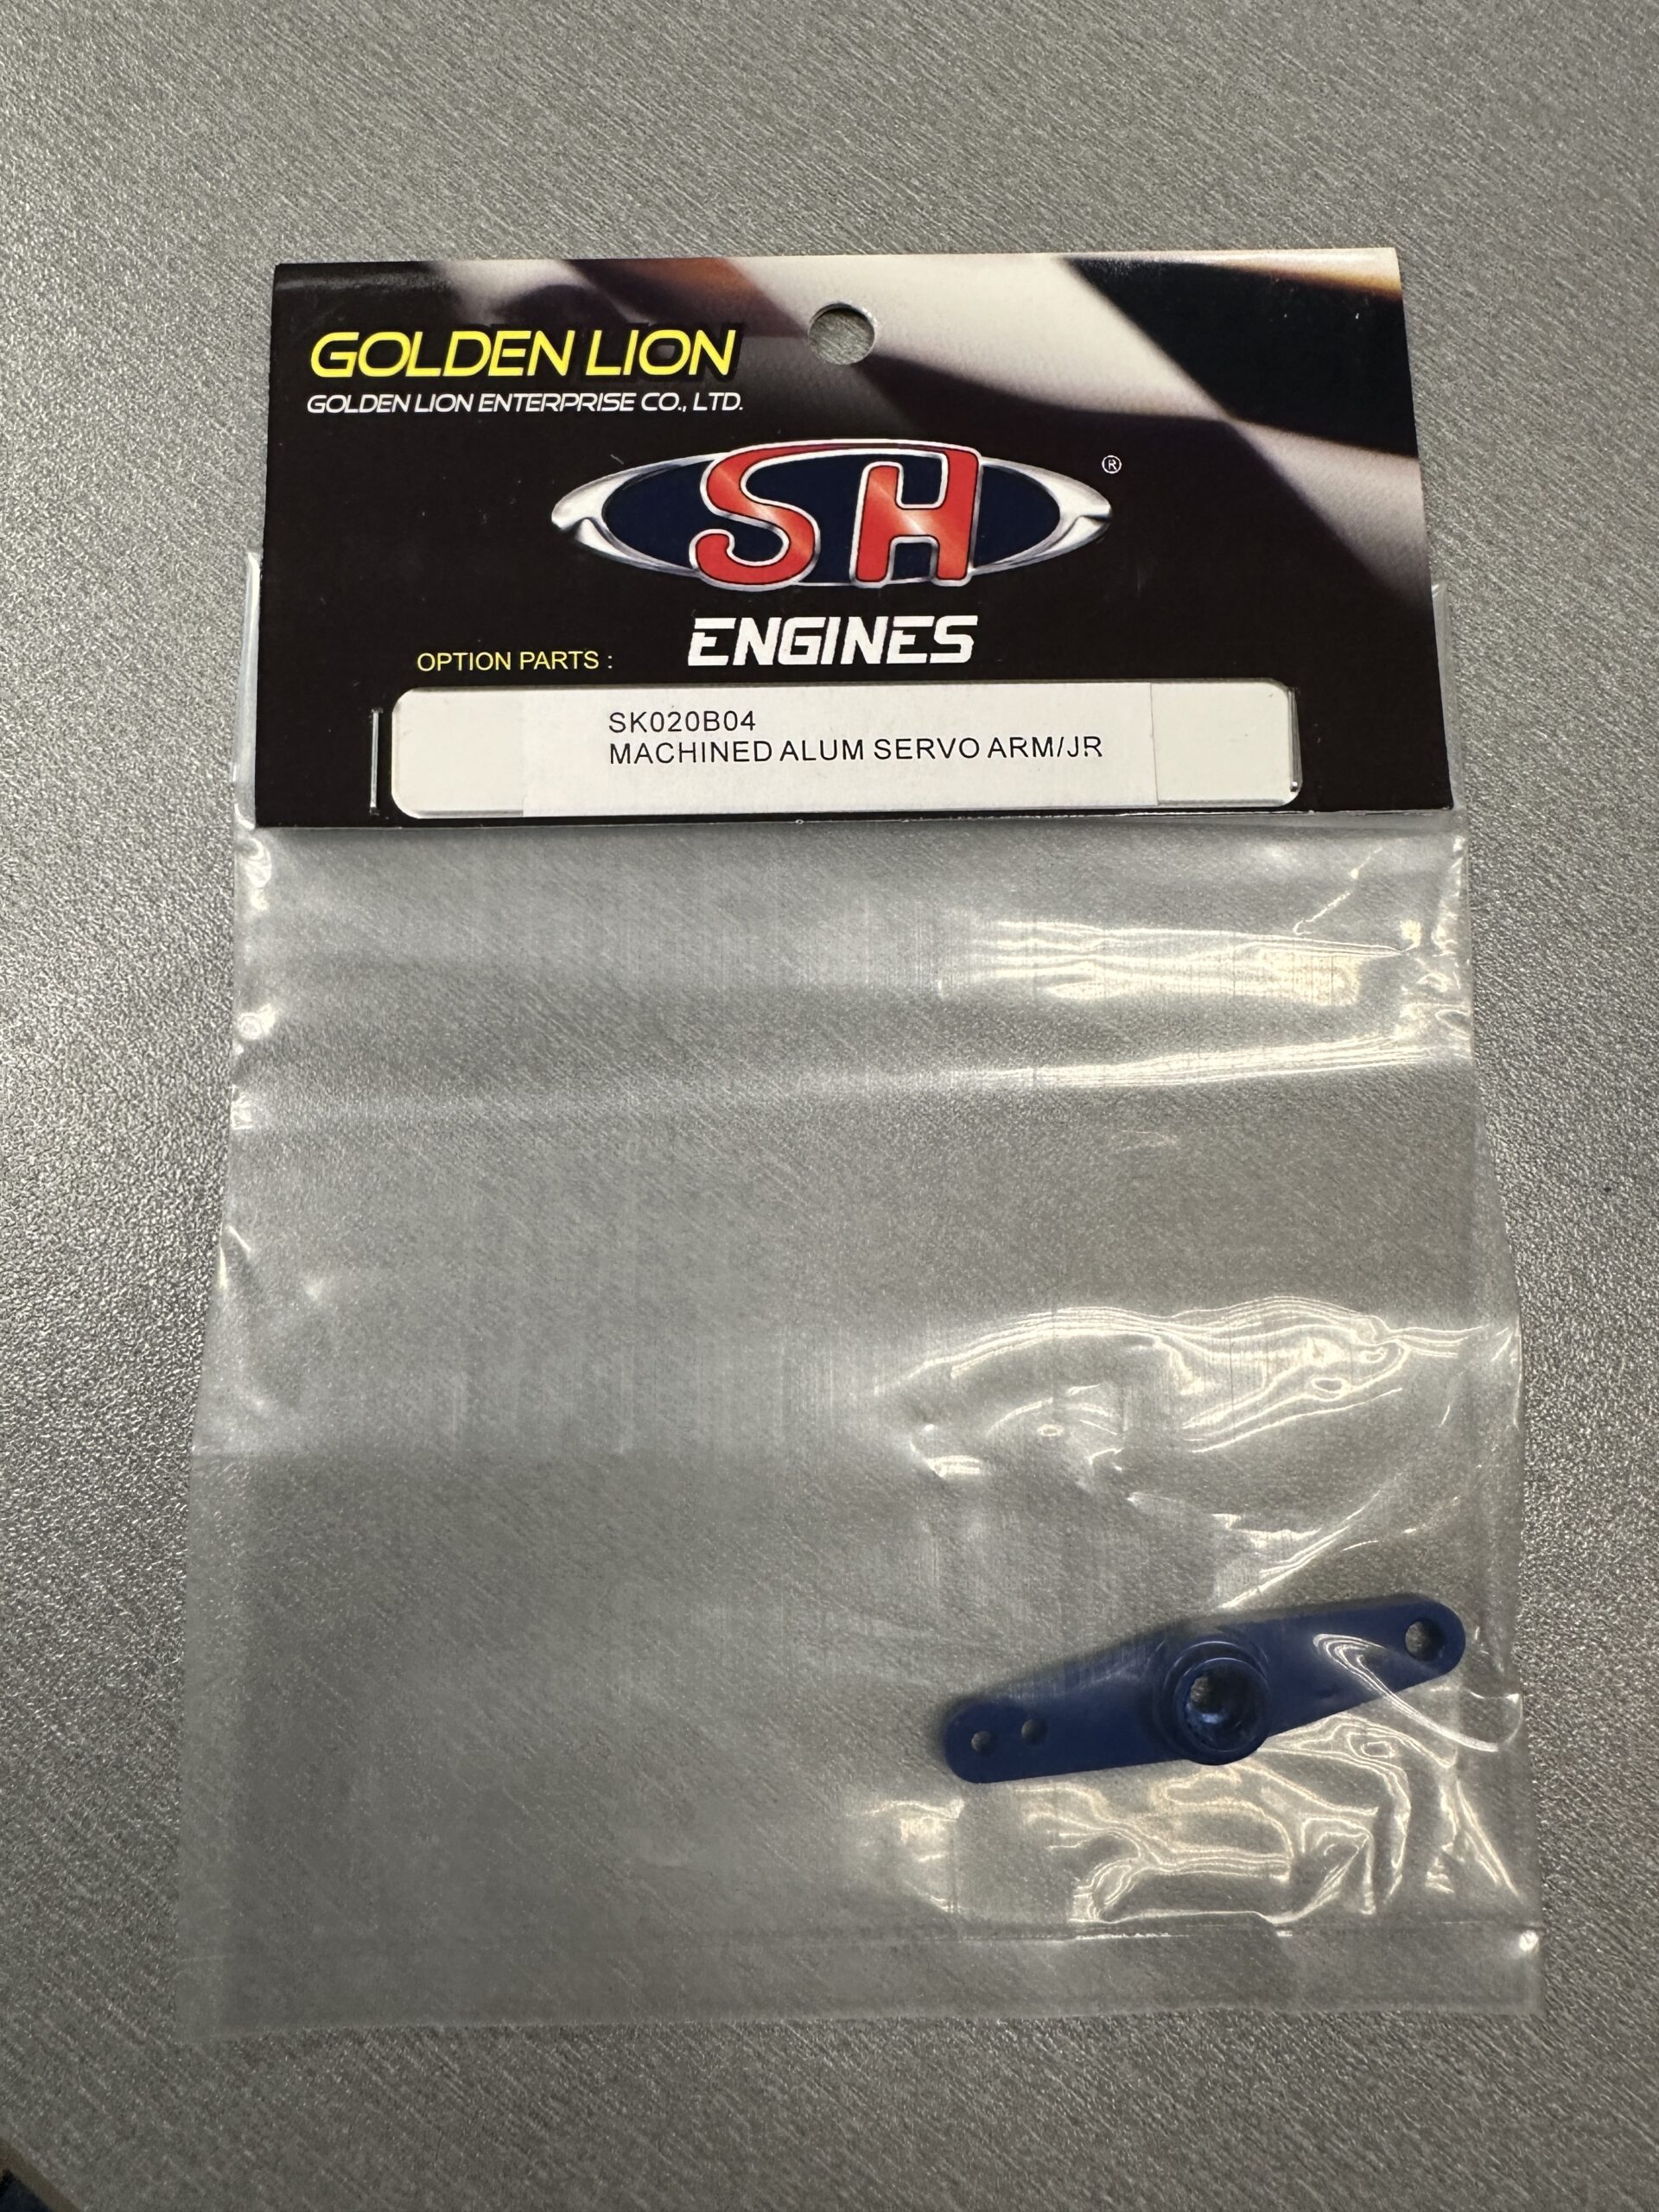 GOLDEN LION
GOLDEN LION ENTERPRISE CO., LTD.
SH ®
ENGINES
OPTION PARTS :
SK020B04
MACHINED ALUM SERVO ARM/JR